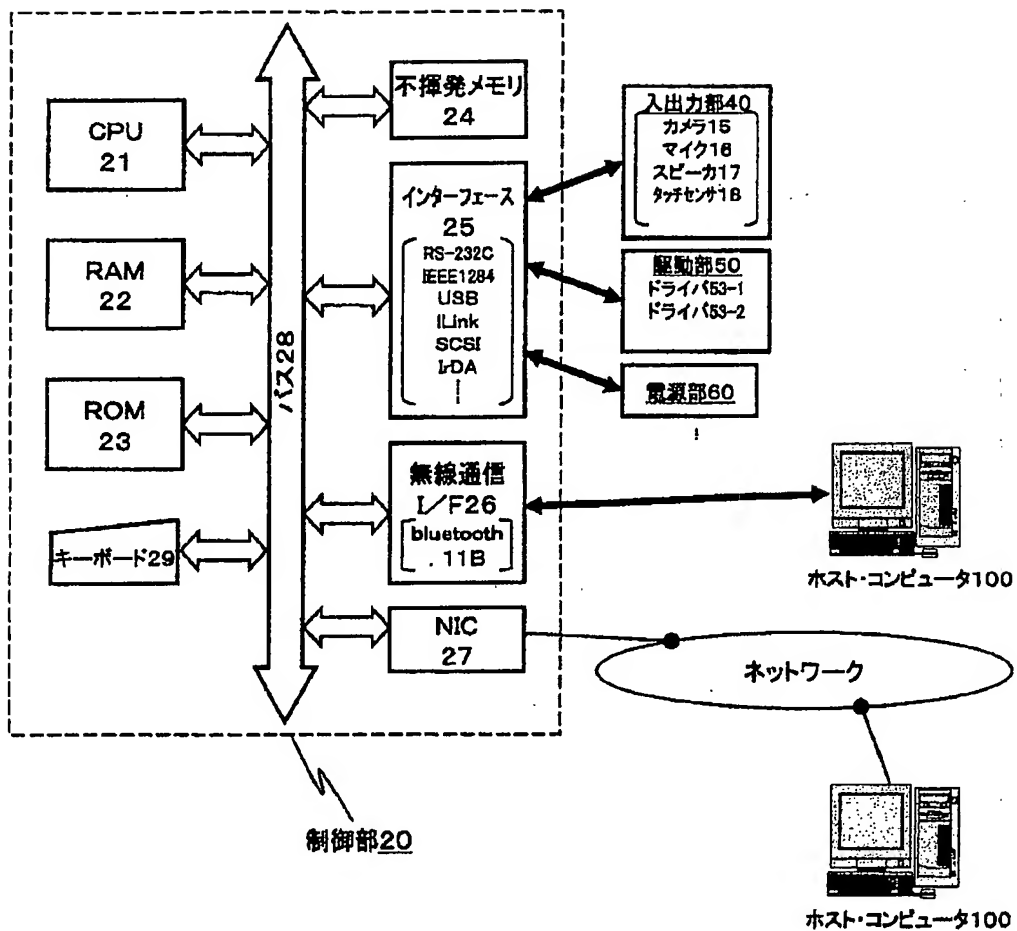 CPU
21
RAM
22
ROM
23
キーボード29
バス28
不揮発メモリ
24
インターフェース
25
RS-232C
IEEE1284
USB
ILink
SCSI
IrDA
無線通信
I/F26
bluetooth
.11B
NIC
27
入出力部40
カメラ15
マイク16
スピーカ17
タッチセンサ18
駆動部50
ドライバ53-1
ドライバ53-2
電源部60
ホスト・コンピュータ100
ネットワーク
ホスト・コンピュータ100
制御部20